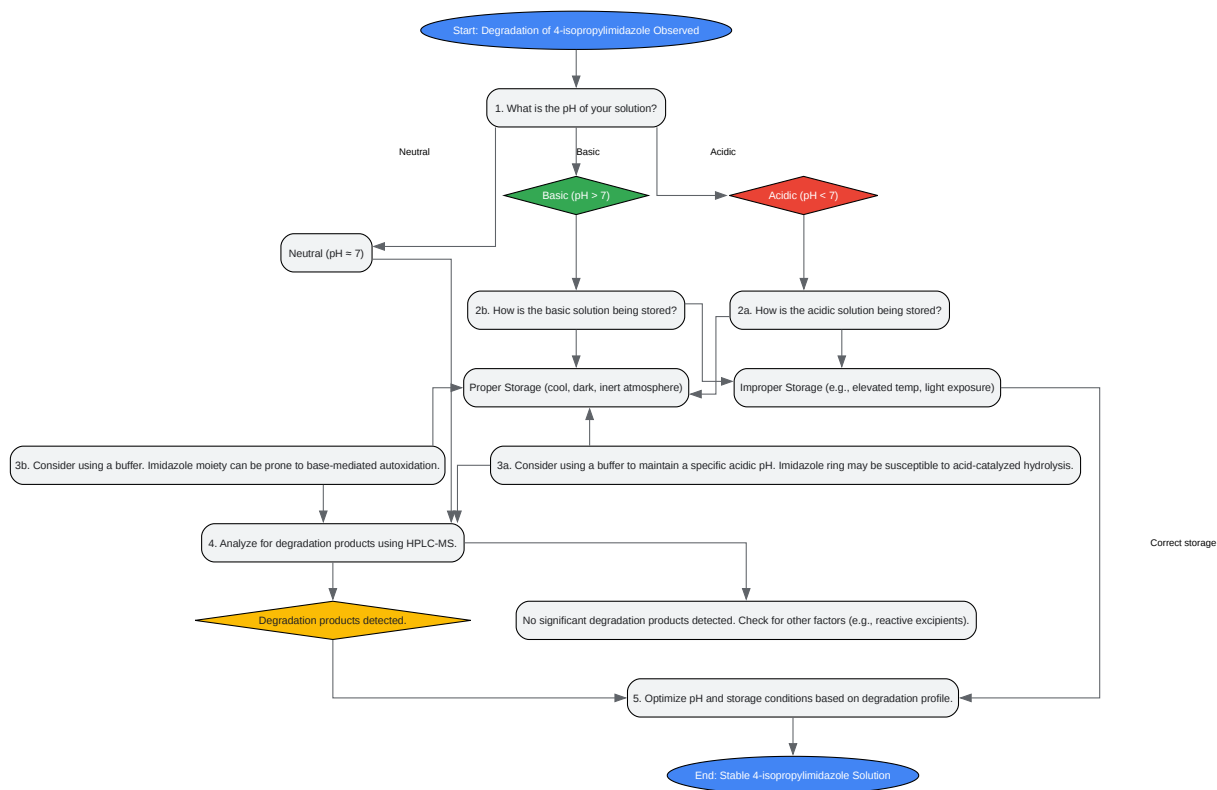 Start: Degradation of 4-isopropylimidazole Observed
1. What is the pH of your solution?
Neutral
Basic
Acidic
Basic (pH > 7)
Acidic (pH < 7)
Neutral (pH ≈ 7)
2b. How is the basic solution being stored?
2a. How is the acidic solution being stored?
Proper Storage (cool, dark, inert atmosphere)
Improper Storage (e.g., elevated temp, light exposure)
3b. Consider using a buffer. Imidazole moiety can be prone to base-mediated autoxidation.
3a. Consider using a buffer to maintain a specific acidic pH. Imidazole ring may be susceptible to acid-catalyzed hydrolysis.
4. Analyze for degradation products using HPLC-MS.
Correct storage
Degradation products detected.
No significant degradation products detected. Check for other factors (e.g., reactive excipients).
5. Optimize pH and storage conditions based on degradation profile.
End: Stable 4-isopropylimidazole Solution